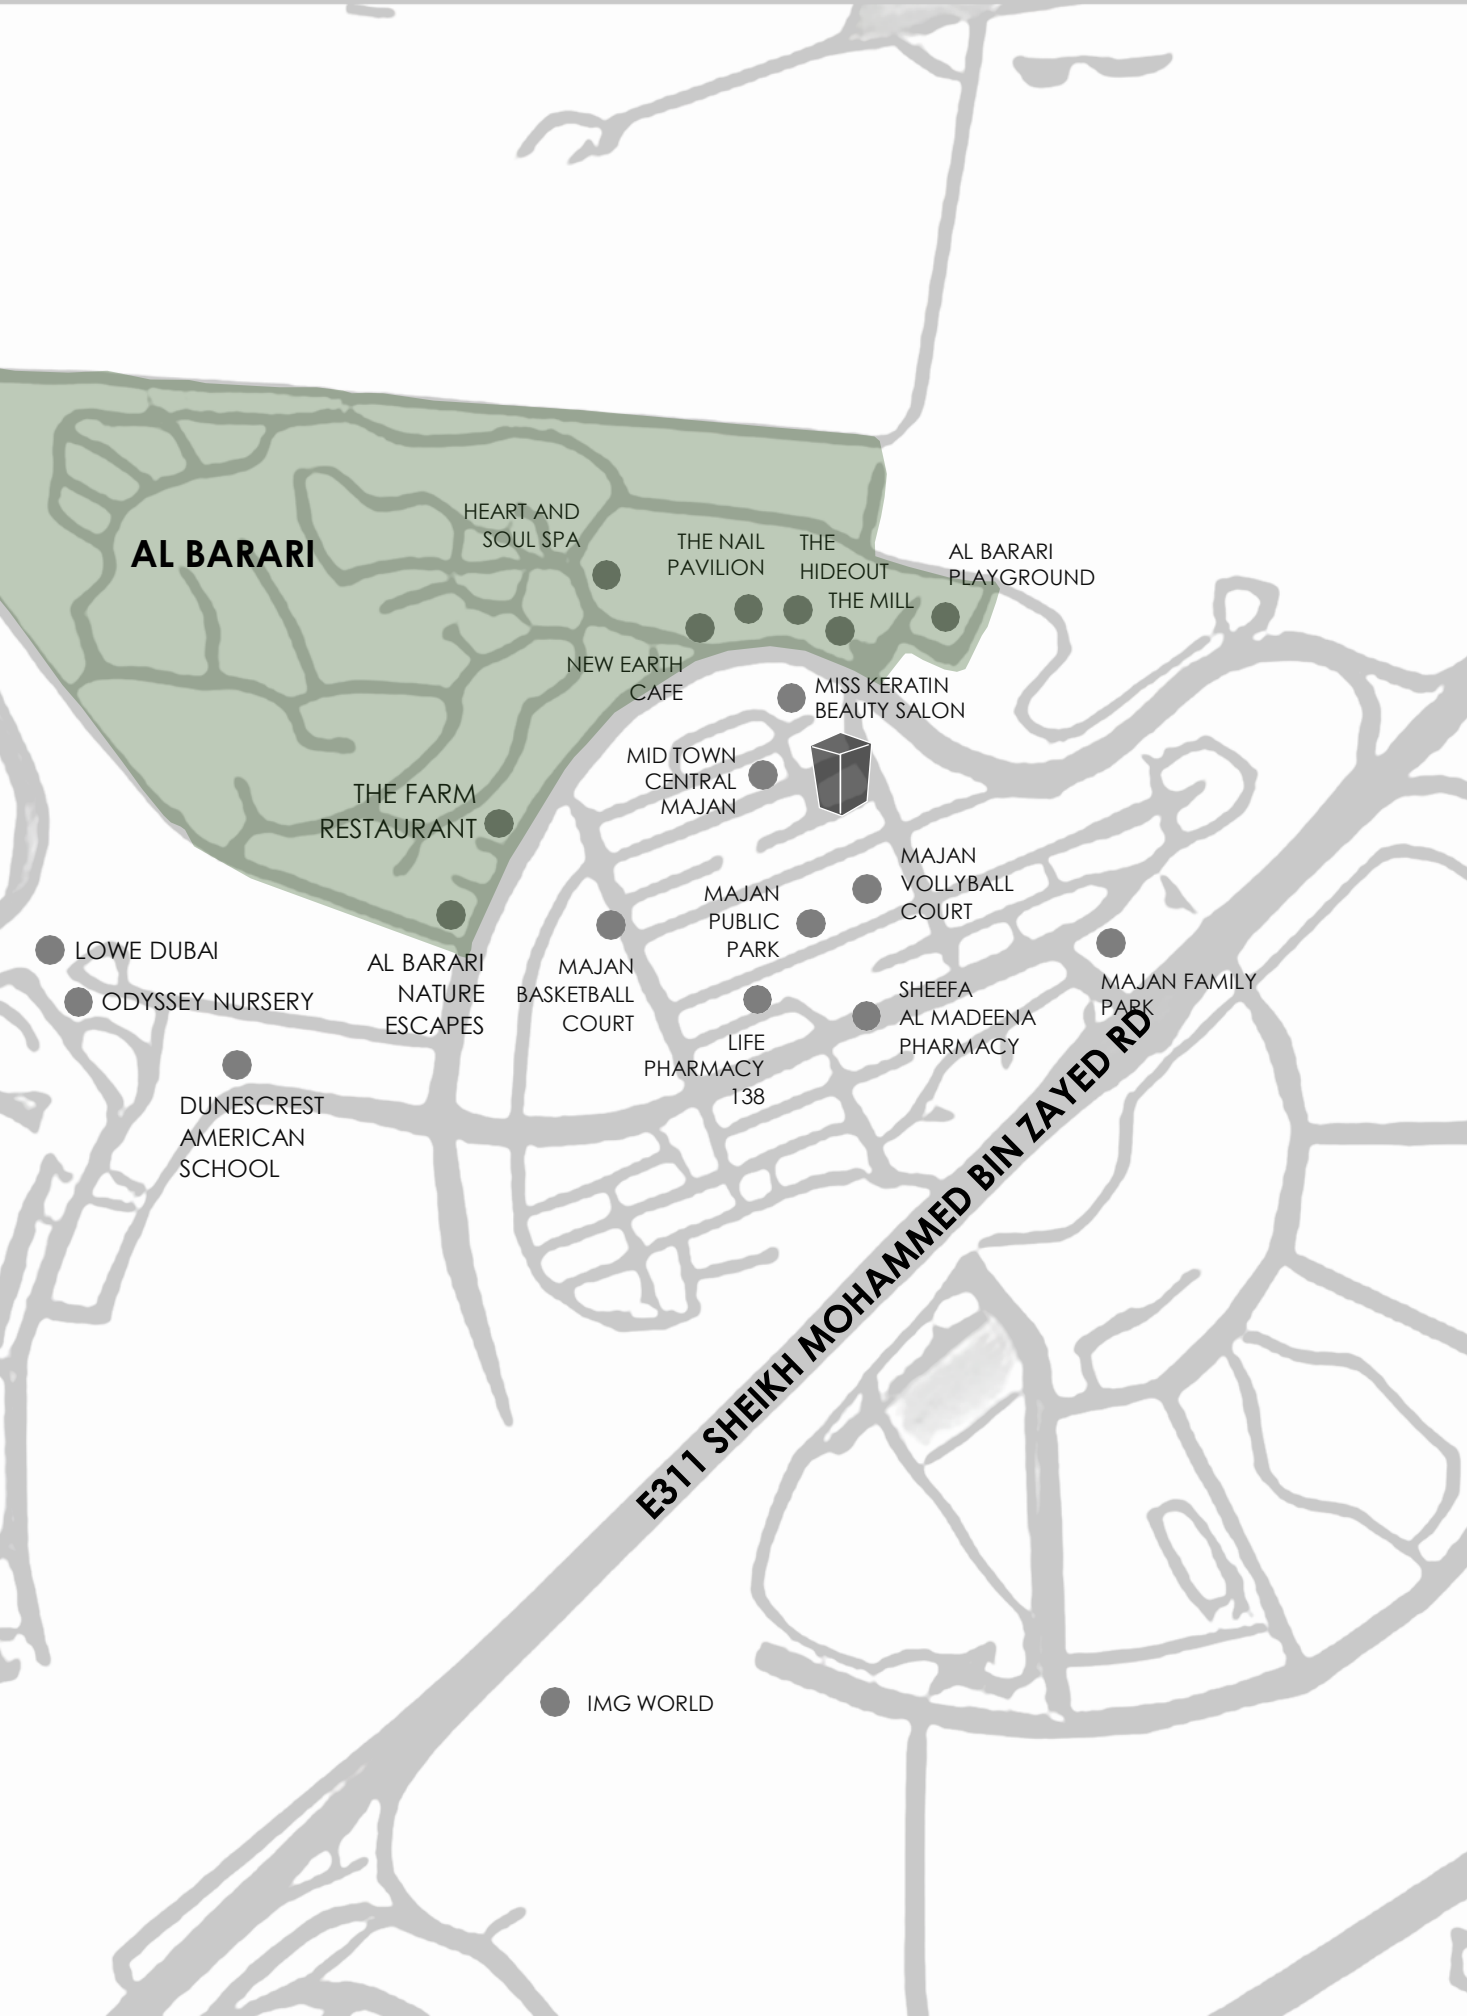 HEART AND
SOUL SPA
AL BARARI
THE NAIL
PAVILION
THE
HIDEOUT
THE MILL
AL BARARI
PLAYGROUND
NEW EARTH
CAFE
MISS KERATIN
BEAUTY SALON
MID TOWN
CENTRAL
MAJAN
THE FARM
RESTAURANT
MAJAN
VOLLYBALL
COURT
MAJAN
PUBLIC
PARK
LOWE DUBAI
ODYSSEY NURSERY
AL BARARI
NATURE
ESCAPES
MAJAN
BASKETBALL
COURT
SHEEFA
AL MADEENA
PHARMACY
MAJAN FAMILY
PARK
LIFE
PHARMACY
138
DUNESCREST
AMERICAN
SCHOOL
E311 SHEIKH MOHAMMED BIN ZAYED RD
IMG WORLD